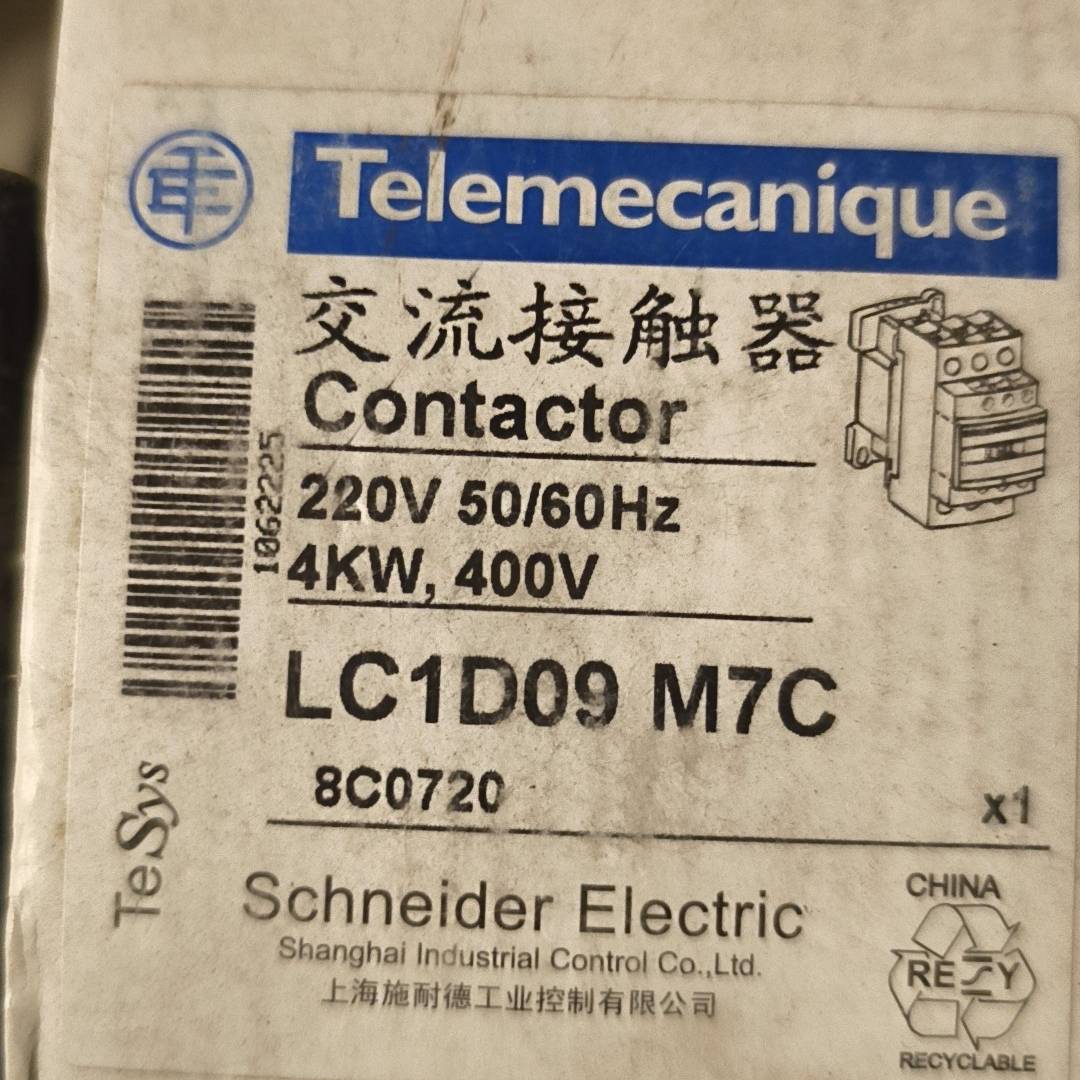 Telemecanique
交流接触器
Contactor
220V 50/60Hz
4KW, 400V
1062225
LC1D09 M7C
8C0720
x1
TeSys
Schneider Electric
Shanghai Industrial Control Co.,Ltd.
上海施耐德工业控制有限公司
CHINA
RESY
RECYCLABLE